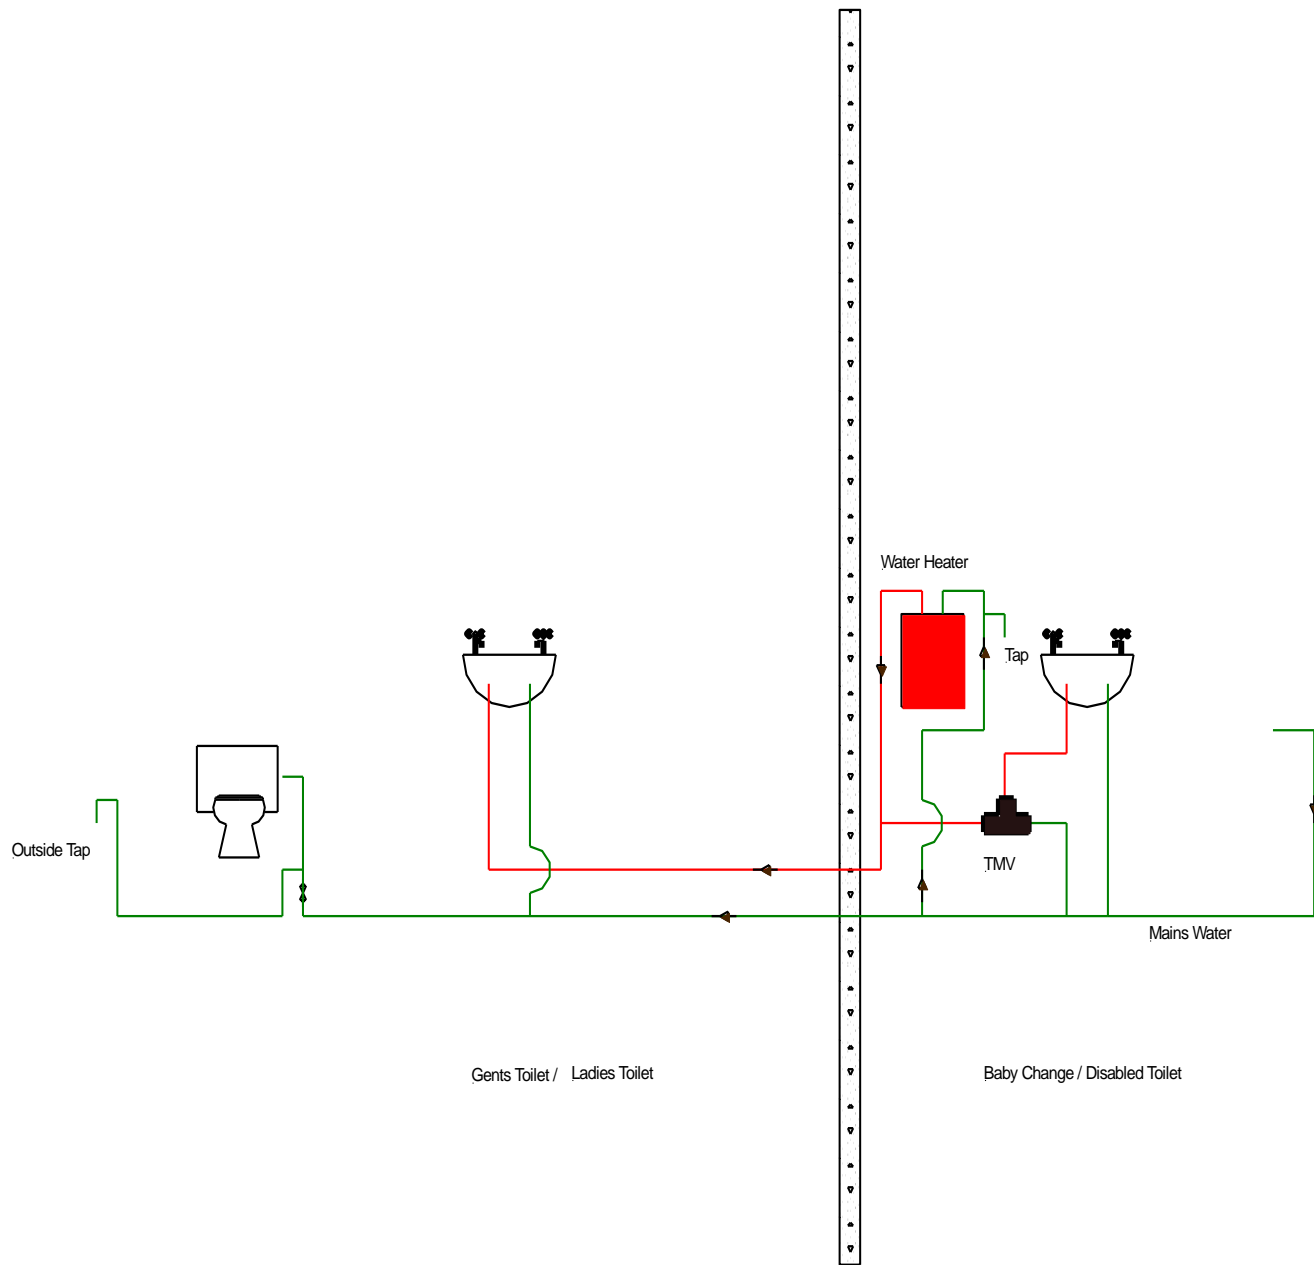 Water Heater
Tap
Outside Tap
TMV
Mains Water
Gents Toilet / Ladies Toilet
Baby Change / Disabled Toilet